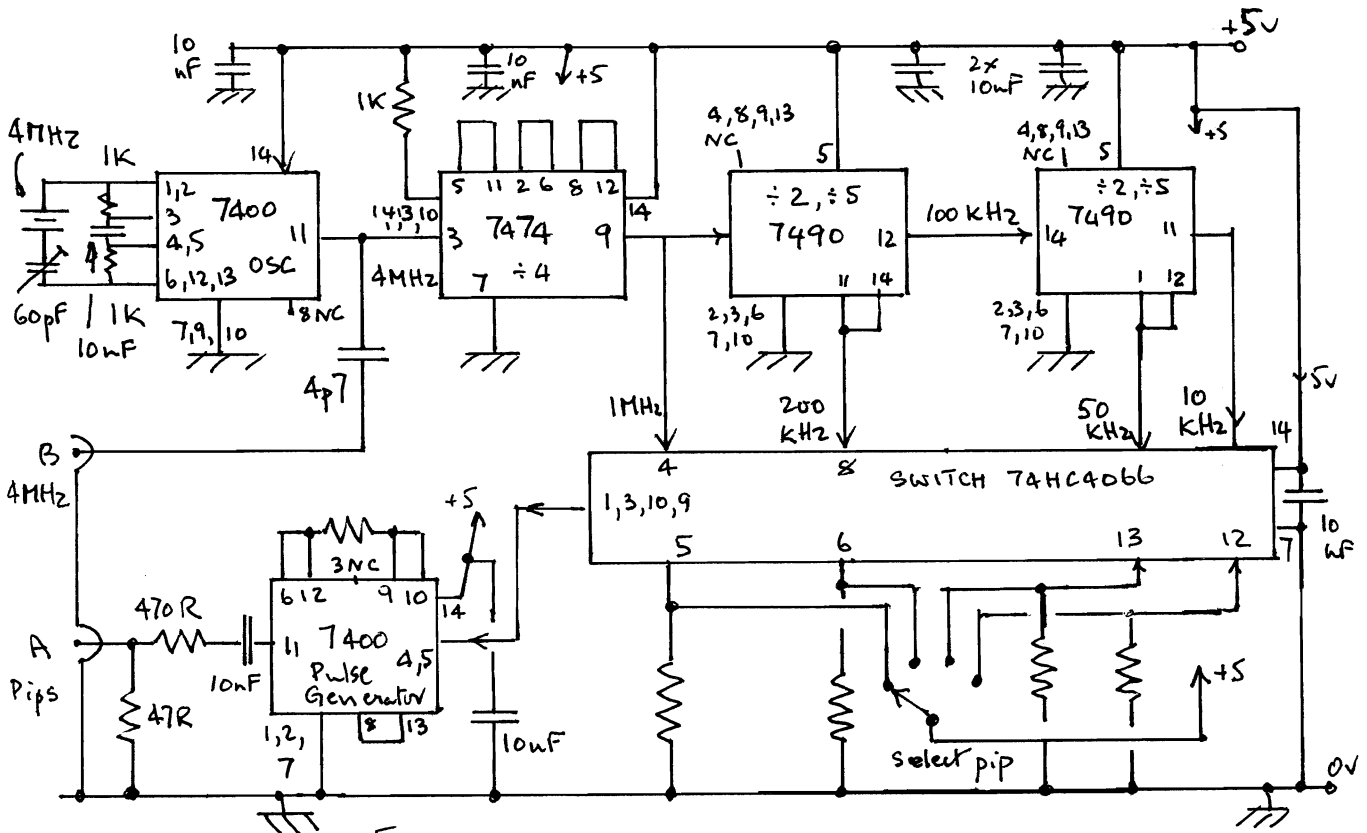 +5v
10
nF
10
nF
+5
2x
10nF
1K
4,8,9,13
NC
5
4,8,9,13
NC
5
+5
4MHz
1K
14
1,2
3
4,5
6,12,13
7400
OSC
11
8NC
7,9,10
60pF
1K
10nF
5
11
2
6
8
12
14,13,10
1,
14
3
7474
9
4MHz
÷4
7
÷2,÷5
7490
12
11
14
2,3,6
7,10
100KHz
÷2,÷5
7490
14
11
1
12
2,3,6
7,10
4p7
1MHz
200
KHz
50
KHz
10
KHz
5v
14
B
4MHz
4
8
SWITCH 74HC4066
1,3,10,9
5
6
13
12
7
10
nF
+5
3NC
6
12
9
10
14
7400
Pulse
Generator
11
4,5
8
13
1,2,
7
470R
10nF
A
Pips
47R
10nF
+5
select pip
0v